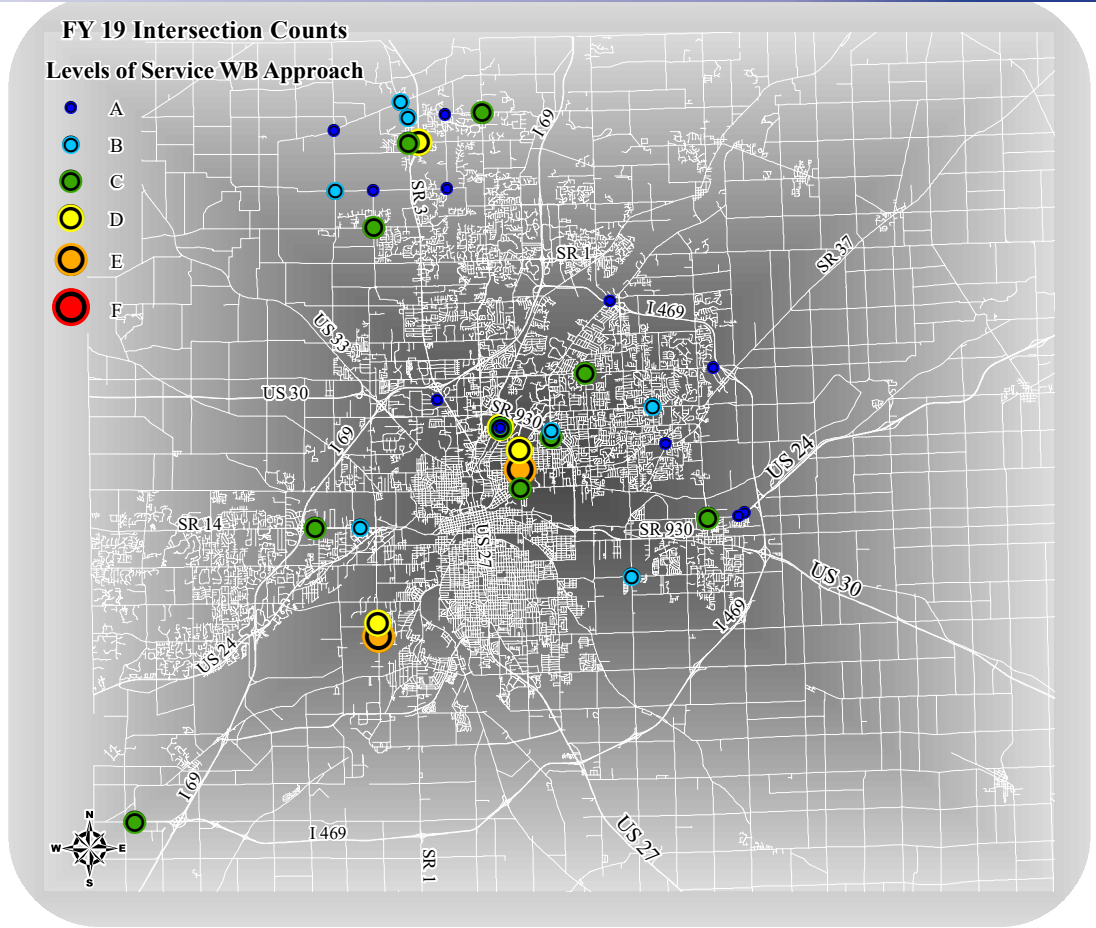 FY 19 Intersection Counts
Levels of Service WB Approach
A
B
C
D
E
F
I 69
SR 3
SR 1
SR 37
I 469
US 33
US 30
SR 930
I 69
US 24
SR 14
US 27
SR 930
US 30
I 469
US 24
I 69
I 469
SR 1
US 27
N
W
E
S